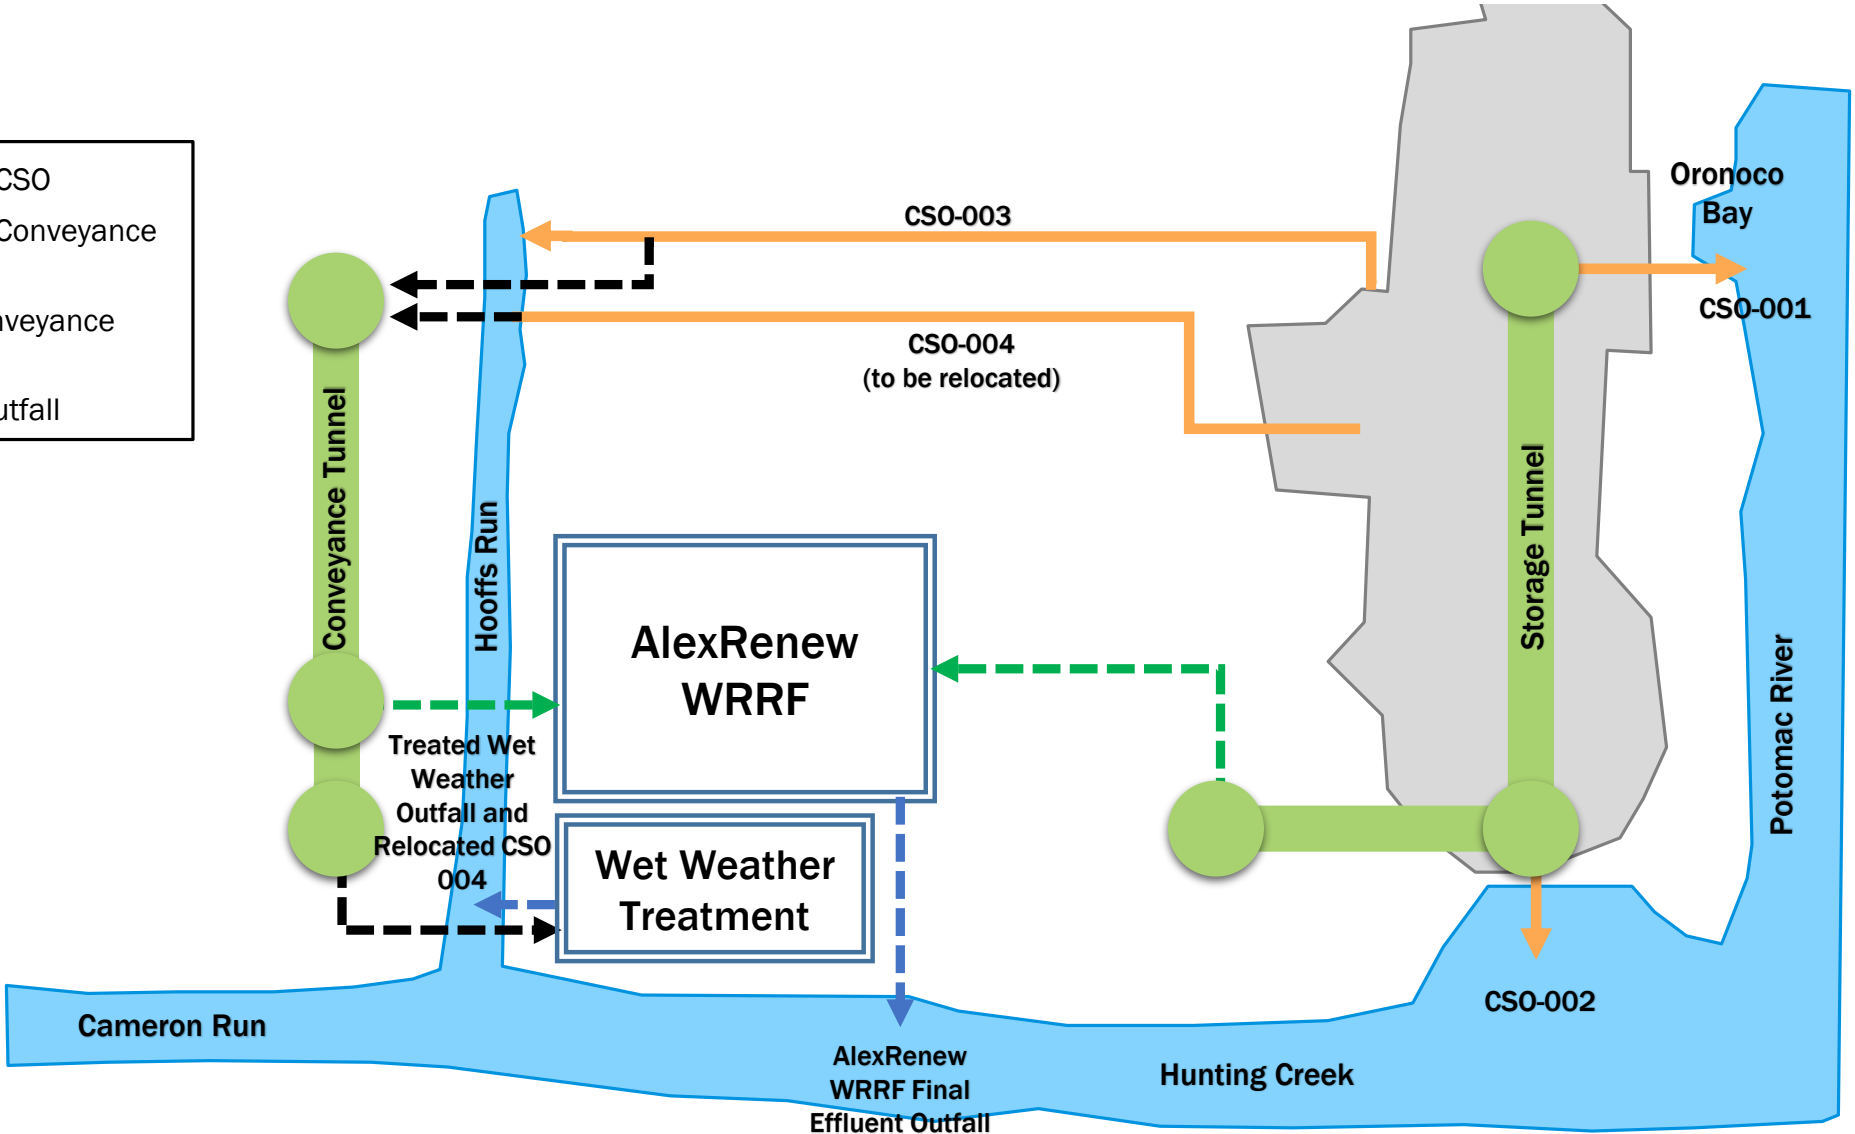 CSO
Conveyance
utfall
CSO-003
CSO-004
(to be relocated)
Oronoco
Bay
CSO-001
Conveyance Tunnel
Hooffs Run
Storage Tunnel
Potomac River
AlexRenew
WRRF
Treated Wet
Weather
Outfall and
Relocated CSO
004
Wet Weather
Treatment
CSO-002
Cameron Run
Hunting Creek
AlexRenew
WRRF Final
Effluent Outfall